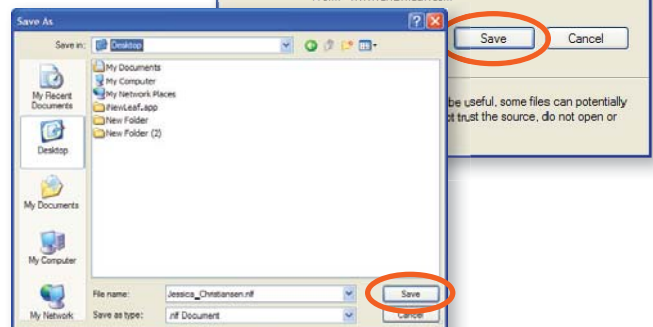 Save As
Save in: Desktop
My Recent Documents
Desktop
My Documents
My Computer
My Network
My Documents
My Computer
My Network Places
iNewLeaf.app
New Folder
New Folder (2)
File name: Jessica_Christiansen.nlf Save
Save as type: .nlf Document Cancel
Save Cancel
be useful, some files can potentially
trust the source, do not open or